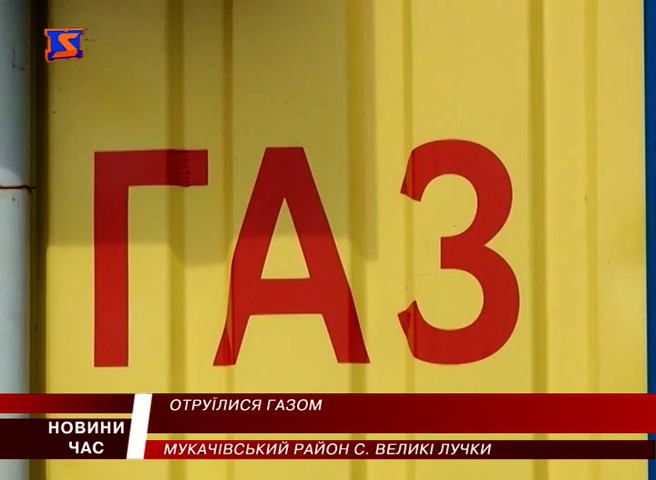 ГАЗ
ОТРУЇЛИСЯ ГАЗОМ
НОВИНИ
ЧАС
МУКАЧІВСЬКИЙ РАЙОН С. ВЕЛИКІ ЛУЧКИ